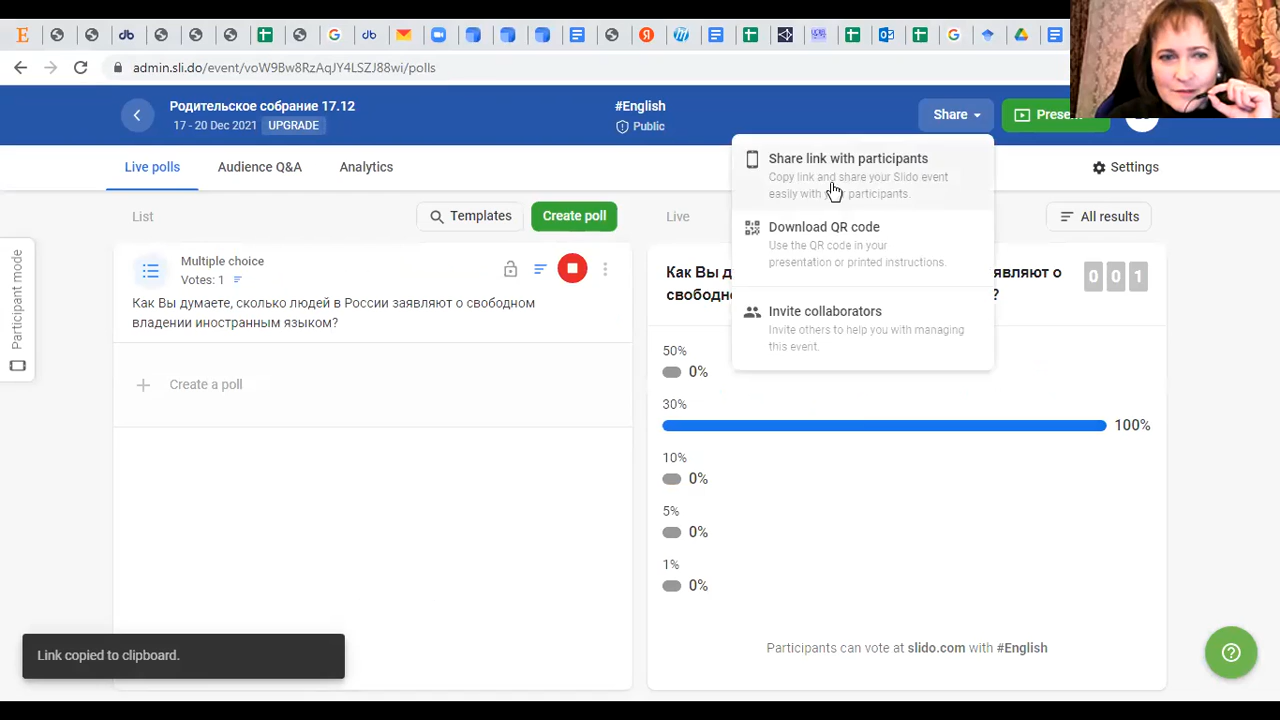 admin.sli.do/event/voW9Bw8RzAqJY4LSZJ88wi/polls
Родительское собрание 17.12
17 - 20 Dec 2021 UPGRADE
#English
Public
Share
Present
Live polls
Audience Q&A
Analytics
Settings
Share link with participants
Copy link and share your Slido event
easily with your participants.
Download QR code
Use the QR code in your
presentation or printed instructions.
Invite collaborators
Invite others to help you with managing
this event.
Participant mode
List
Templates
Create poll
Multiple choice
Votes: 1
Как Вы думаете, сколько людей в России заявляют о свободном
владении иностранным языком?
Create a poll
Live
All results
Как Вы д являют о
свободн ?
0 0 1
50%
0%
30%
100%
10%
0%
5%
0%
1%
0%
Participants can vote at slido.com with #English
Link copied to clipboard.